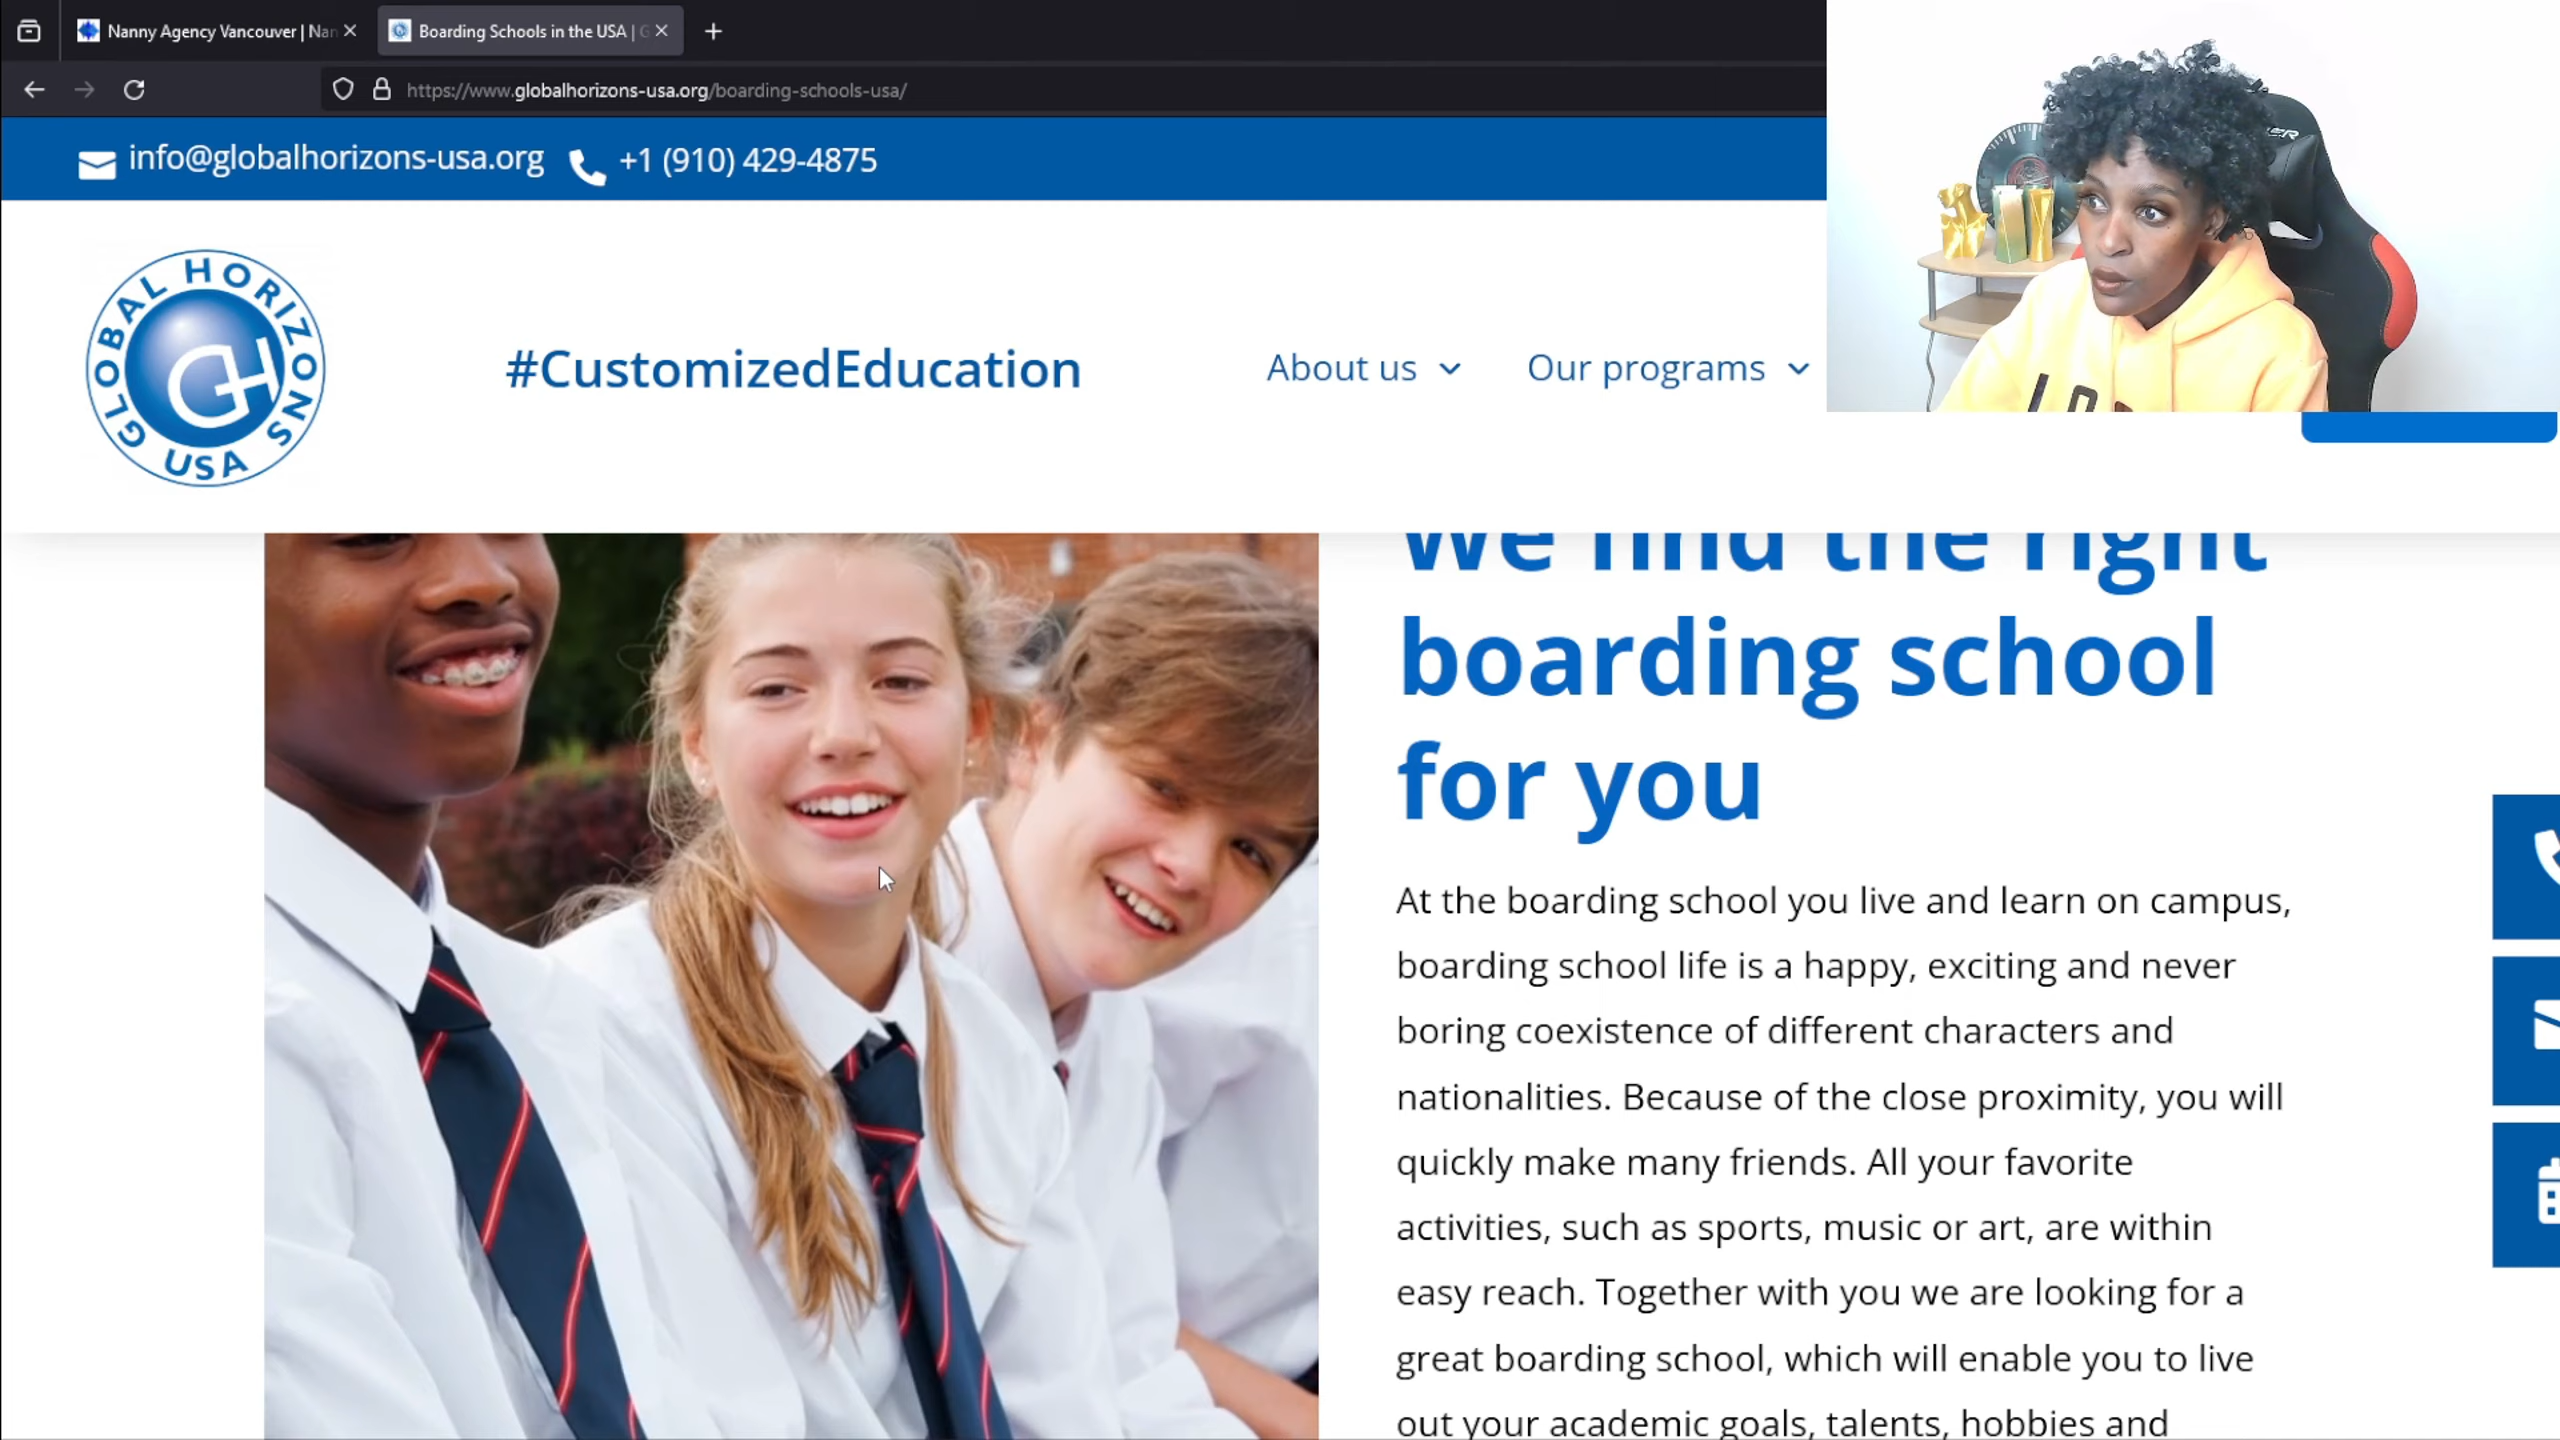 Nanny Agency Vancouver | Nan
Boarding Schools in the USA | G
https://www.globalhorizons-usa.org/boarding-schools-usa/
info@globalhorizons-usa.org +1 (910) 429-4875
GLOBAL HORIZONS USA
GH
#CustomizedEducation
About us
Our programs
We find the right
boarding school
for you
At the boarding school you live and learn on campus,
boarding school life is a happy, exciting and never
boring coexistence of different characters and
nationalities. Because of the close proximity, you will
quickly make many friends. All your favorite
activities, such as sports, music or art, are within
easy reach. Together with you we are looking for a
great boarding school, which will enable you to live
out your academic goals, talents, hobbies and